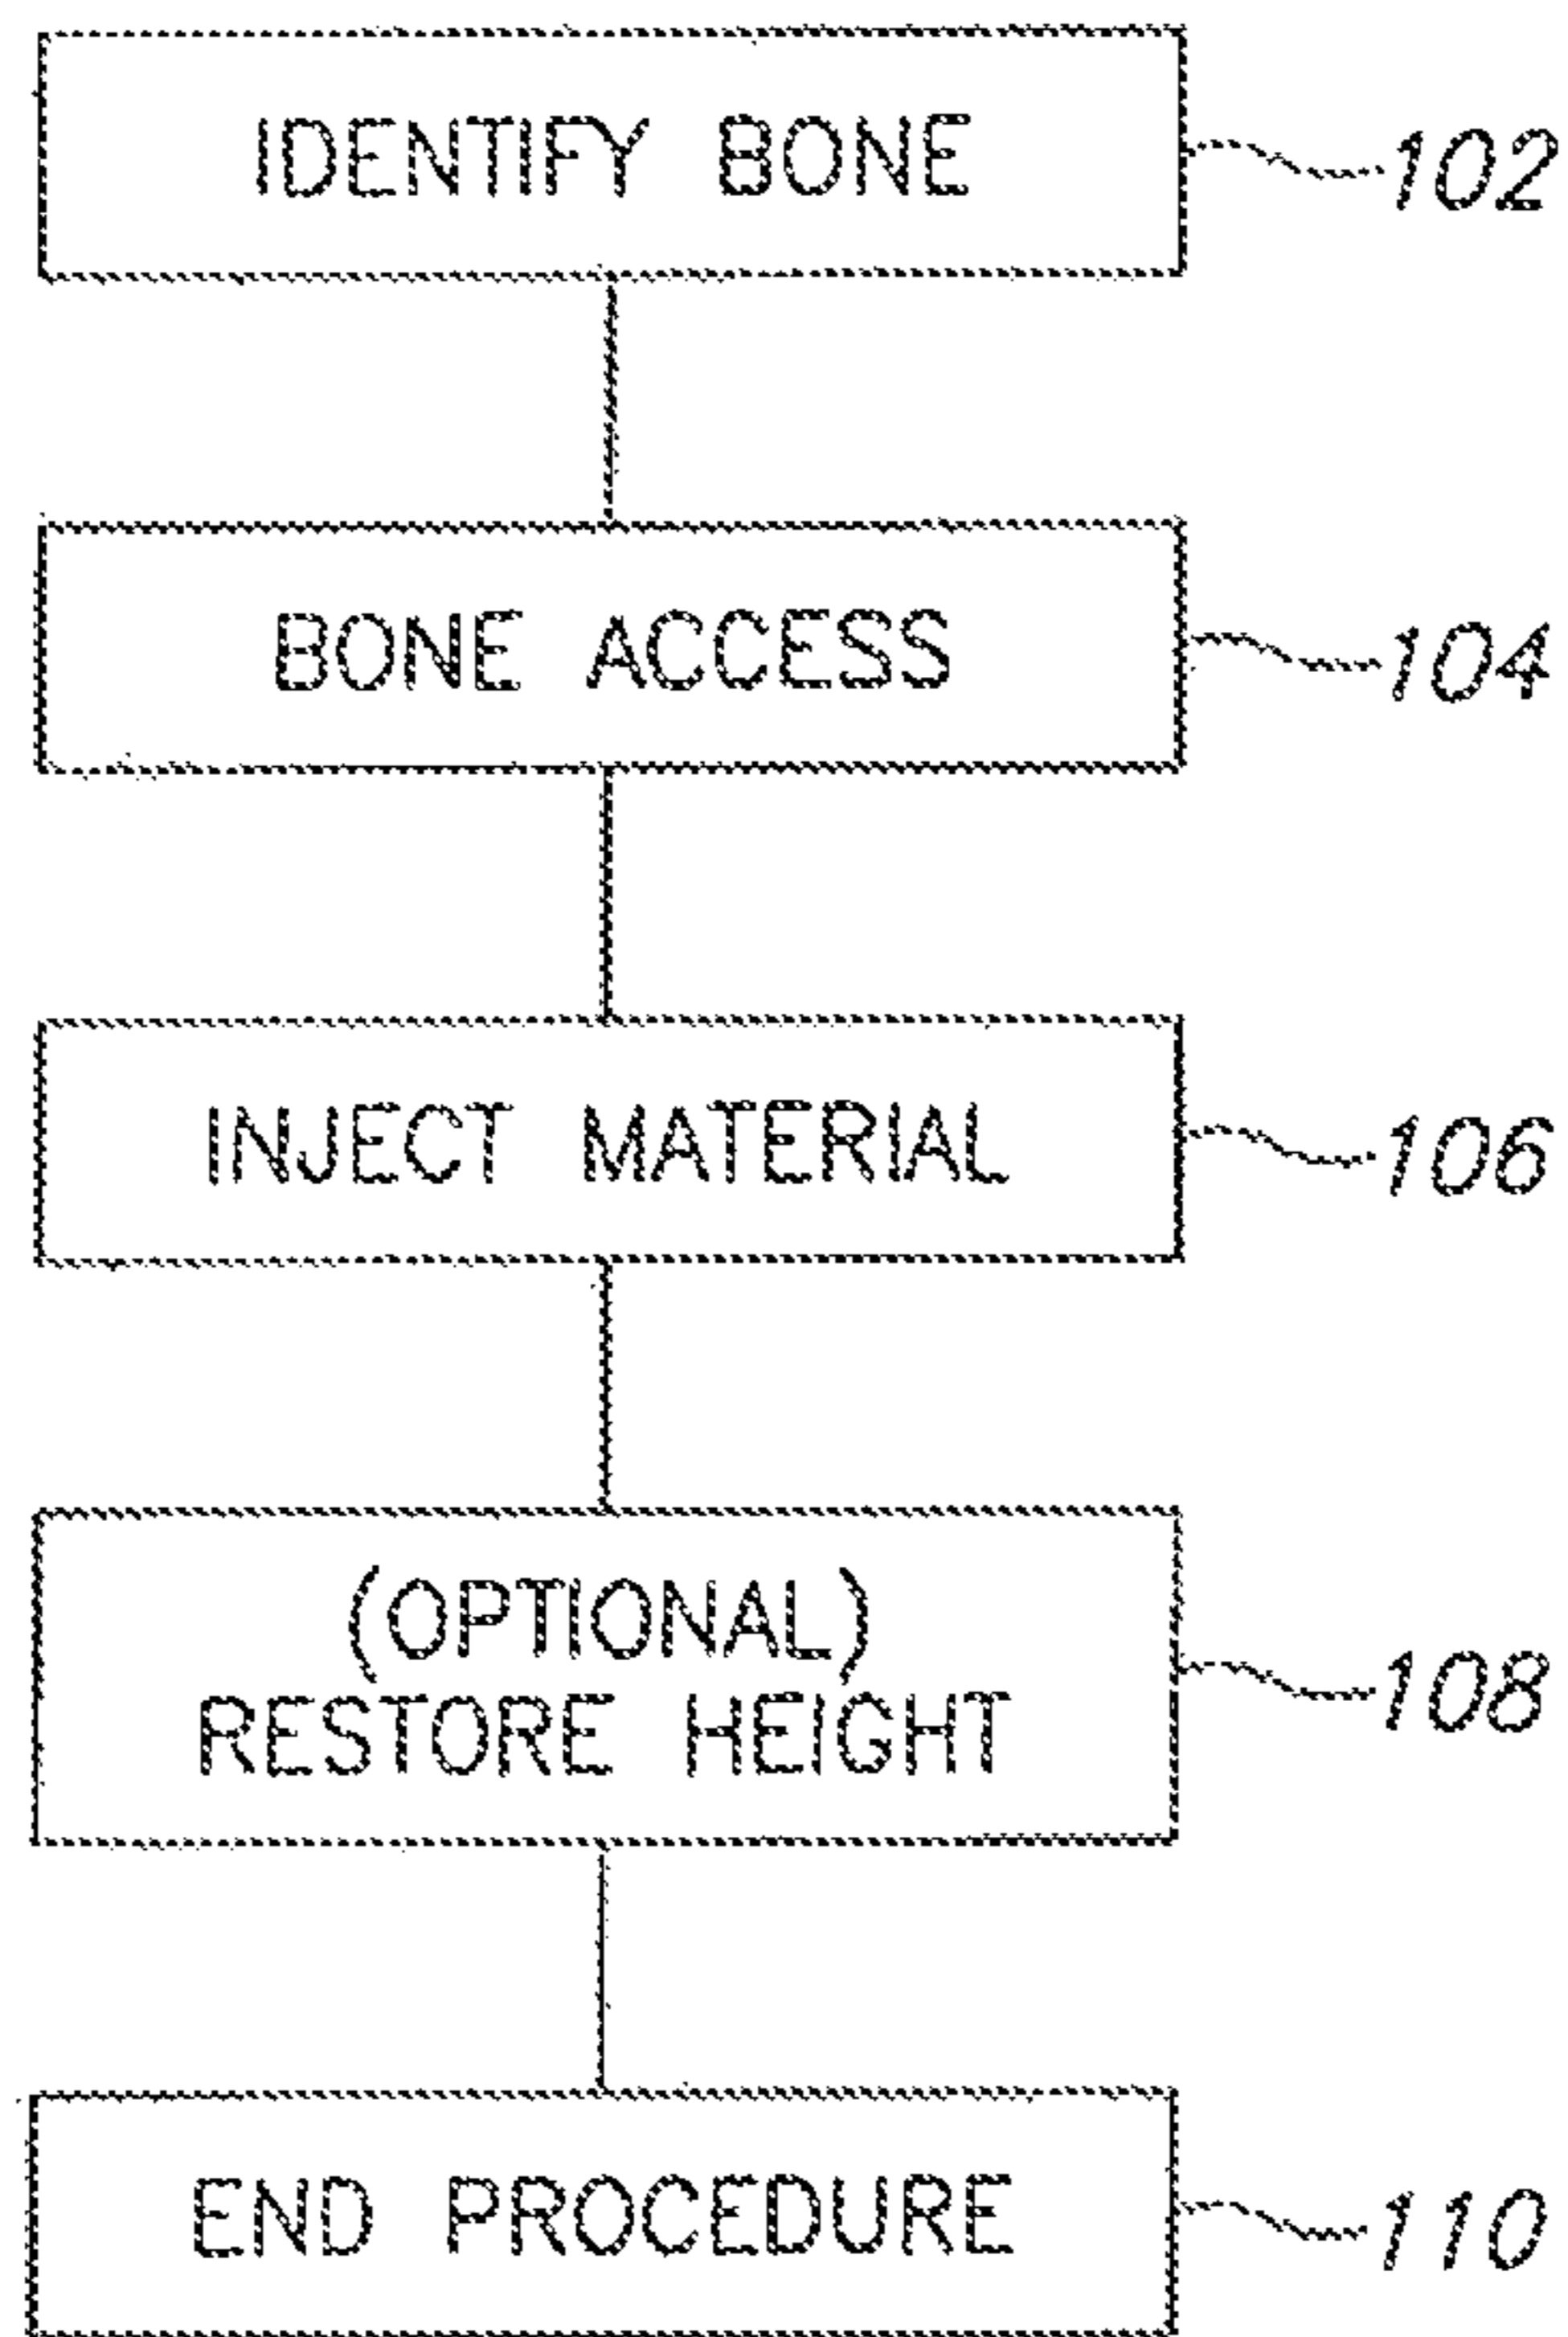 IDENTIFY BONE
102
BONE ACCESS
104
INJECT MATERIAL
106
(OPTIONAL)
RESTORE HEIGHT
108
END PROCEDURE
110